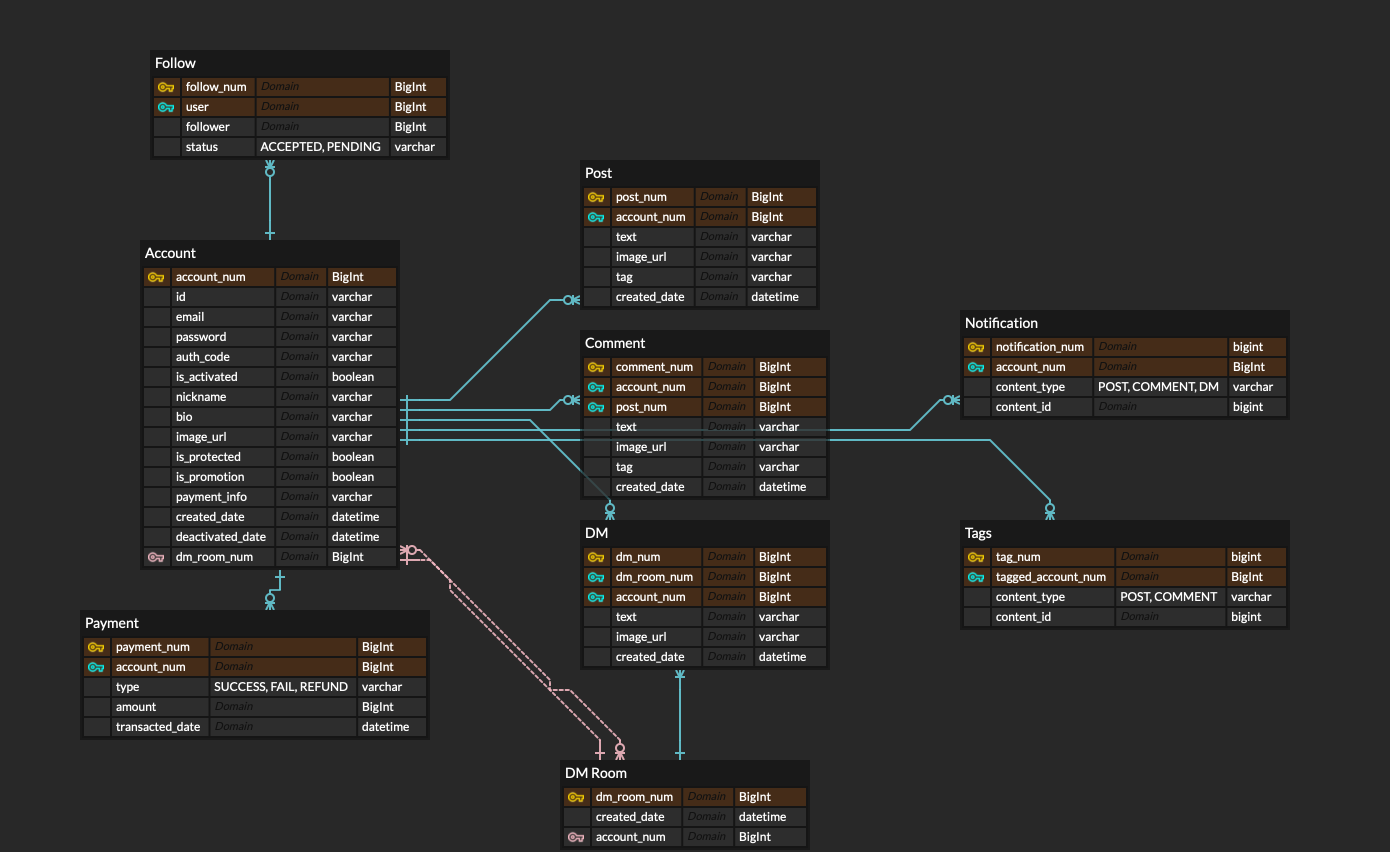 Follow
follow_num Domain BigInt
user Domain BigInt
follower Domain BigInt
status ACCEPTED, PENDING varchar
Account
account_num Domain BigInt
id Domain varchar
email Domain varchar
password Domain varchar
auth_code Domain varchar
is_activated Domain boolean
nickname Domain varchar
bio Domain varchar
image_url Domain varchar
is_protected Domain boolean
is_promotion Domain boolean
payment_info Domain varchar
created_date Domain datetime
deactivated_date Domain datetime
dm_room_num Domain BigInt
Payment
payment_num Domain BigInt
account_num Domain BigInt
type SUCCESS, FAIL, REFUND varchar
amount Domain BigInt
transacted_date Domain datetime
Post
post_num Domain BigInt
account_num Domain BigInt
text Domain varchar
image_url Domain varchar
tag Domain varchar
created_date Domain datetime
Comment
comment_num Domain BigInt
account_num Domain BigInt
post_num Domain BigInt
text Domain varchar
image_url Domain varchar
tag Domain varchar
created_date Domain datetime
DM
dm_num Domain BigInt
dm_room_num Domain BigInt
account_num Domain BigInt
text Domain varchar
image_url Domain varchar
created_date Domain datetime
DM Room
dm_room_num Domain BigInt
created_date Domain datetime
account_num Domain BigInt
Notification
notification_num Domain bigint
account_num Domain BigInt
content_type POST, COMMENT, DM varchar
content_id Domain bigint
Tags
tag_num Domain bigint
tagged_account_num Domain BigInt
content_type POST, COMMENT varchar
content_id Domain bigint